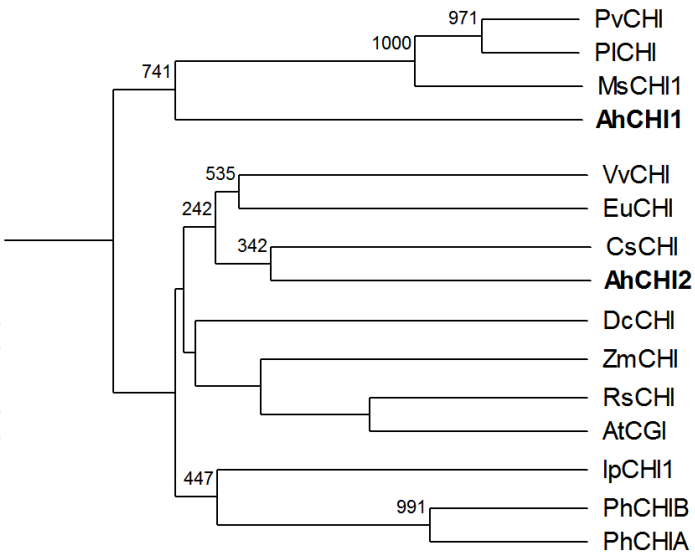 971
PvCHI
PlCHI
1000
MsCHI1
741
AhCHI1
535
VvCHI
EuCHI
242
342
CsCHI
AhCHI2
DcCHI
ZmCHI
RsCHI
AtCGI
447
IpCHI1
991
PhCHIB
PhCHIA